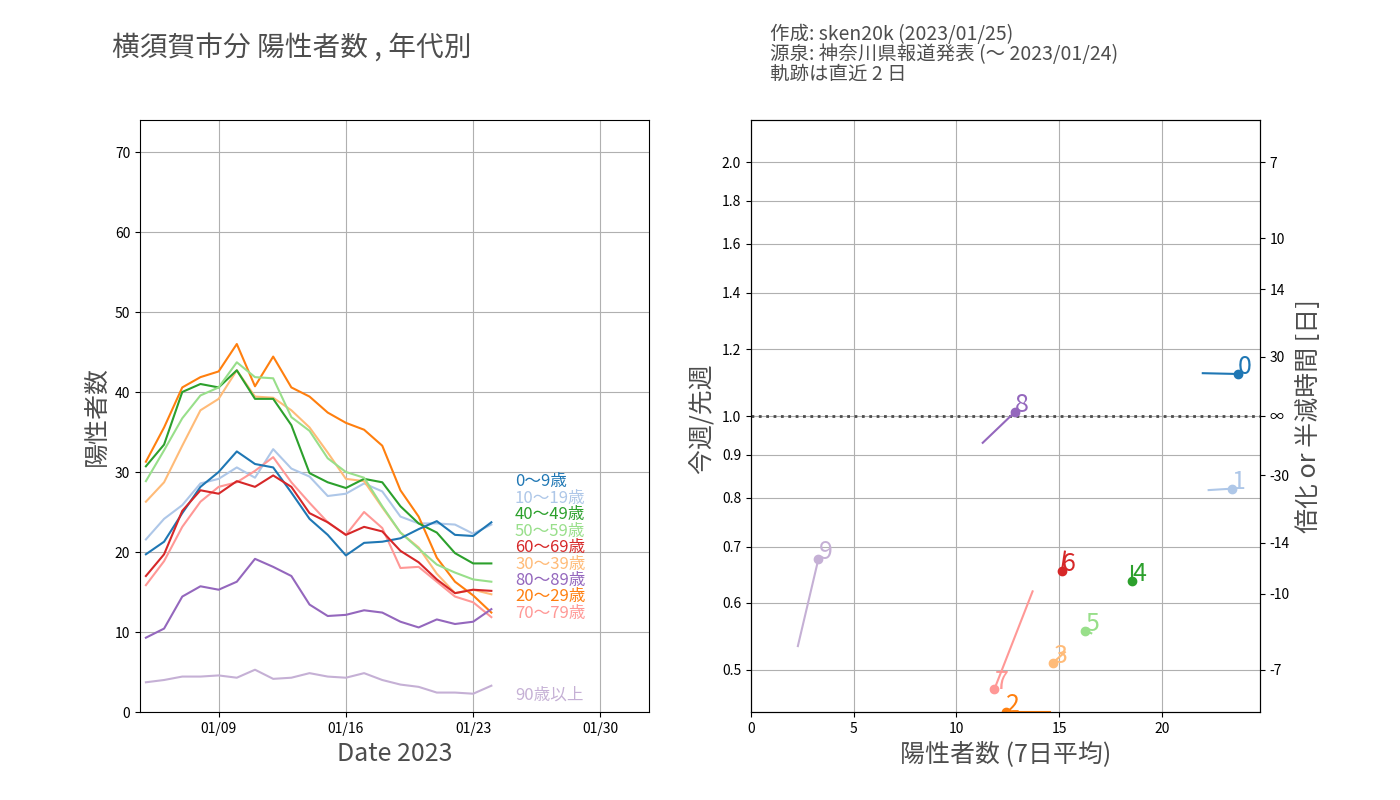 横須賀市分 陽性者数 , 年代別
作成: sken20k (2023/01/25)
源泉: 神奈川県報道発表 (〜 2023/01/24)
軌跡は直近 2 日
陽性者数
70
60
50
40
30
20
10
0
01/09
01/16
01/23
01/30
Date 2023
0〜9歳
10〜19歳
40〜49歳
50〜59歳
60〜69歳
30〜39歳
80〜89歳
20〜29歳
70〜79歳
90歳以上
今週/先週
2.0
1.8
1.6
1.4
1.2
1.0
0.9
0.8
0.7
0.6
0.5
0
5
10
15
20
陽性者数 (7日平均)
7
10
14
30
∞
-30
-14
-10
-7
倍化 or 半減時間 [日]
0
8
1
9
6
4
5
3
7
2